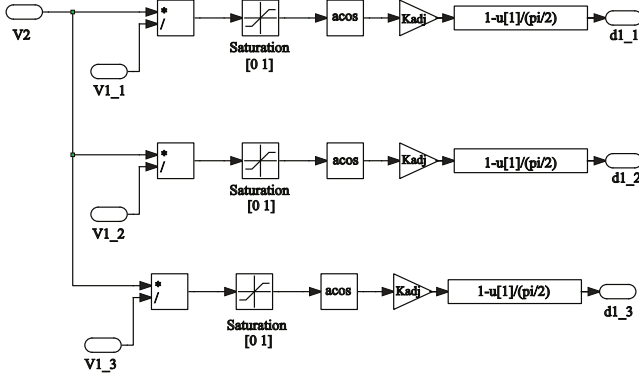 V2
*
/
V1_1
Saturation
[0 1]
acos
Kadj
1-u[1]/(pi/2)
d1_1
*
/
V1_2
Saturation
[0 1]
acos
Kadj
1-u[1]/(pi/2)
d1_2
*
/
V1_3
Saturation
[0 1]
acos
Kadj
1-u[1]/(pi/2)
d1_3